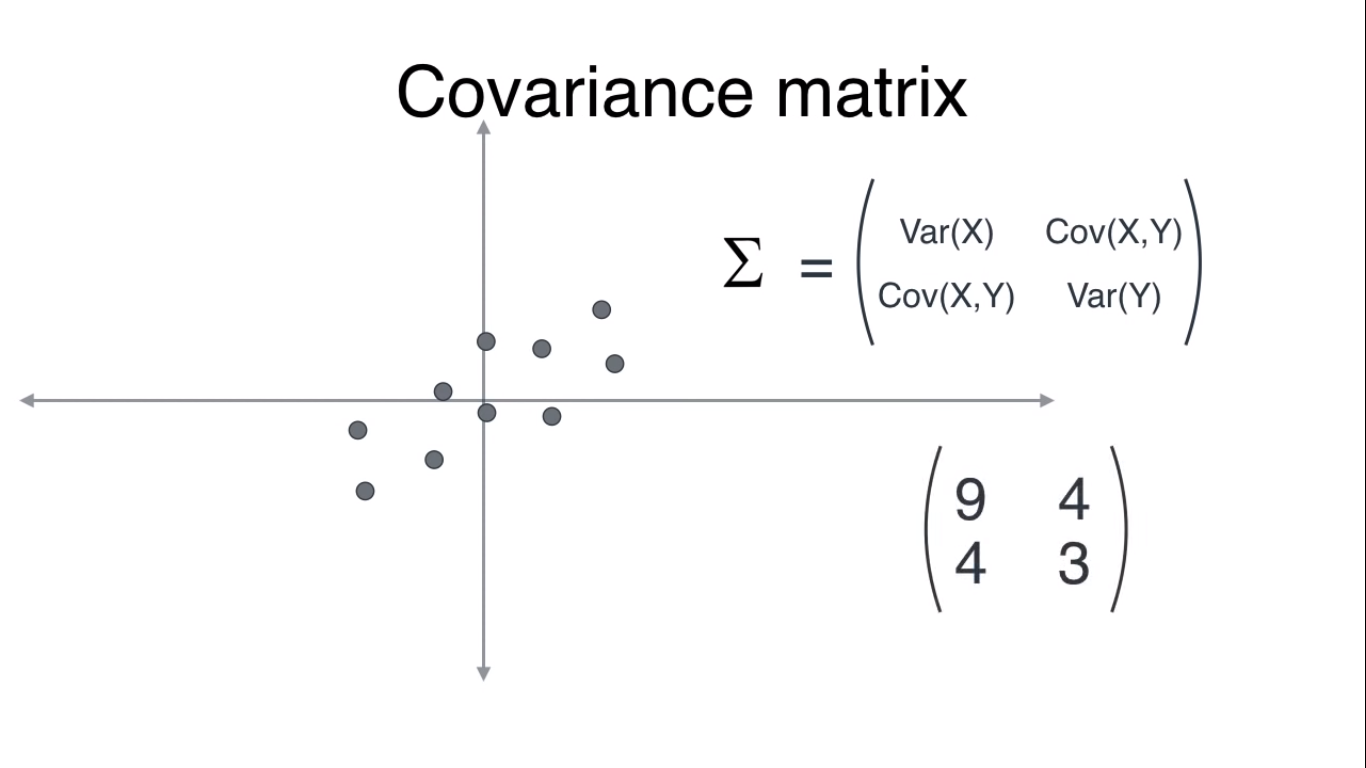 Covariance matrix
Σ = ( Var(X) Cov(X,Y)
Cov(X,Y) Var(Y) )
( 9 4
4 3 )